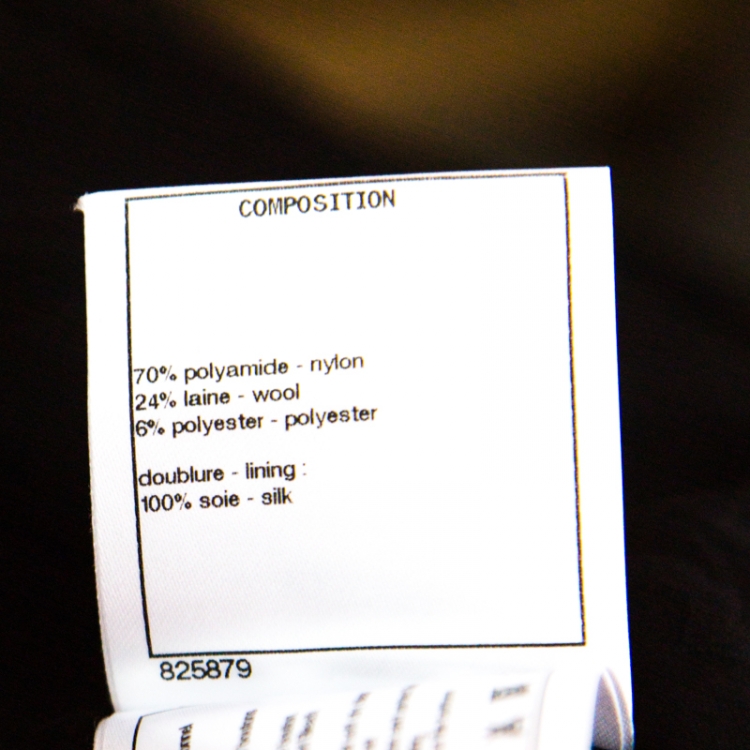 COMPOSITION
70% polyamide - nylon
24% laine - wool
6% polyester - polyester
doublure - lining :
100% soie - silk
825879